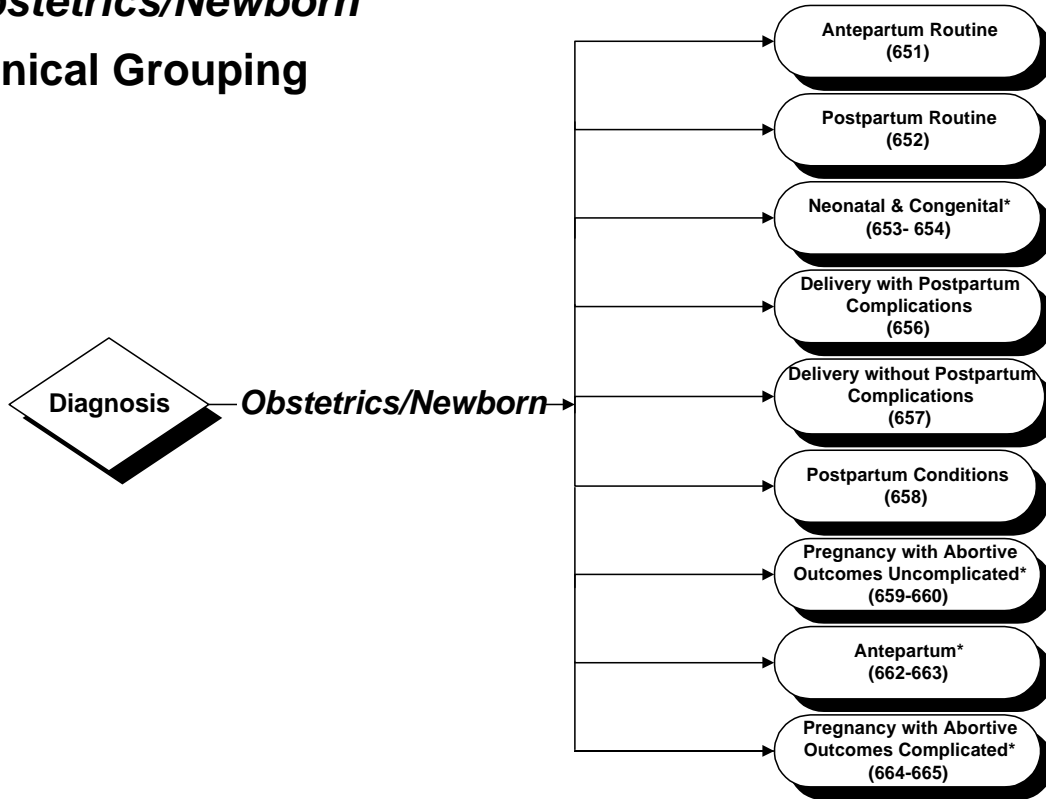 nical Grouping
Antepartum Routine
(651)
Postpartum Routine
(652)
Neonatal & Congenital*
(653- 654)
Delivery with Postpartum
Complications
(656)
Diagnosis
Obstetrics/Newborn
Delivery without Postpartum
Complications
(657)
Postpartum Conditions
(658)
Pregnancy with Abortive
Outcomes Uncomplicated*
(659-660)
Antepartum*
(662-663)
Pregnancy with Abortive
Outcomes Complicated*
(664-665)